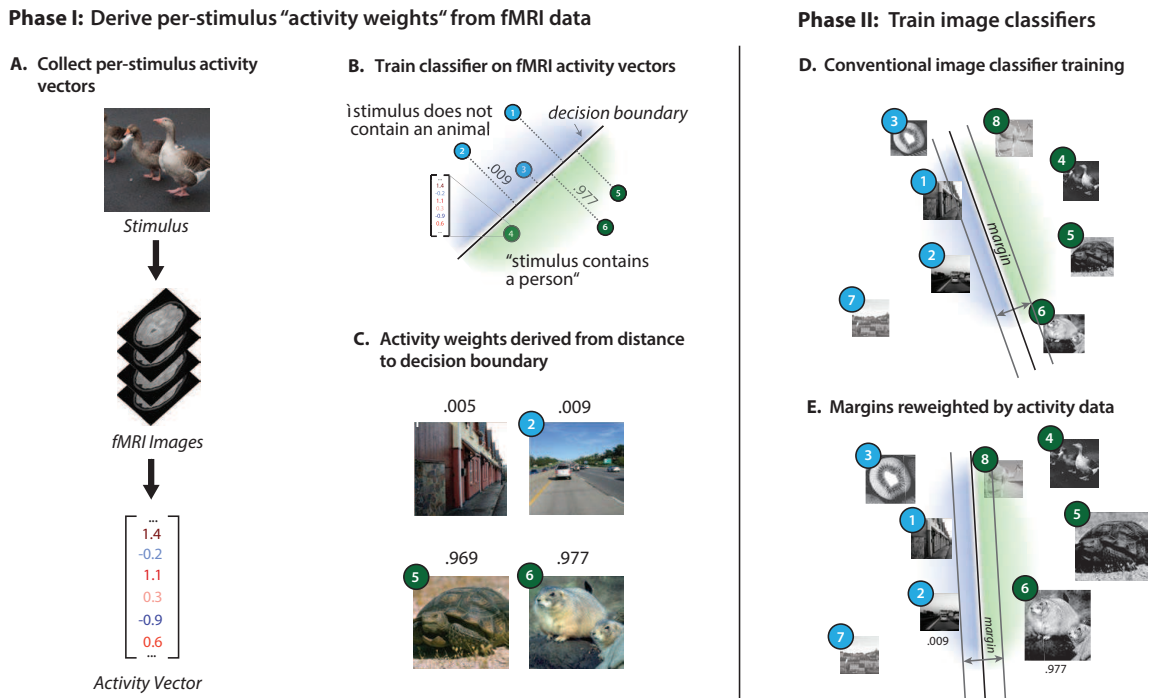 Phase I: Derive per-stimulus “activity weights“ from fMRI data
A. Collect per-stimulus activity
vectors
Stimulus
fMRI Images
...
1.4
-0.2
1.1
0.3
-0.9
0.6
...
Activity Vector
B. Train classifier on fMRI activity vectors
stimulus does not
contain an animal
decision boundary
1
2
3
.009
.977
...
1.4
-0.2
1.1
0.3
-0.9
0.6
...
4
5
6
“stimulus contains
a person“
C. Activity weights derived from distance
to decision boundary
.005
.009
2
.969
.977
5
6
Phase II: Train image classifiers
D. Conventional image classifier training
3
8
4
1
margin
5
2
7
6
E. Margins reweighted by activity data
4
3
8
5
1
6
2
margin
.009
7
.977